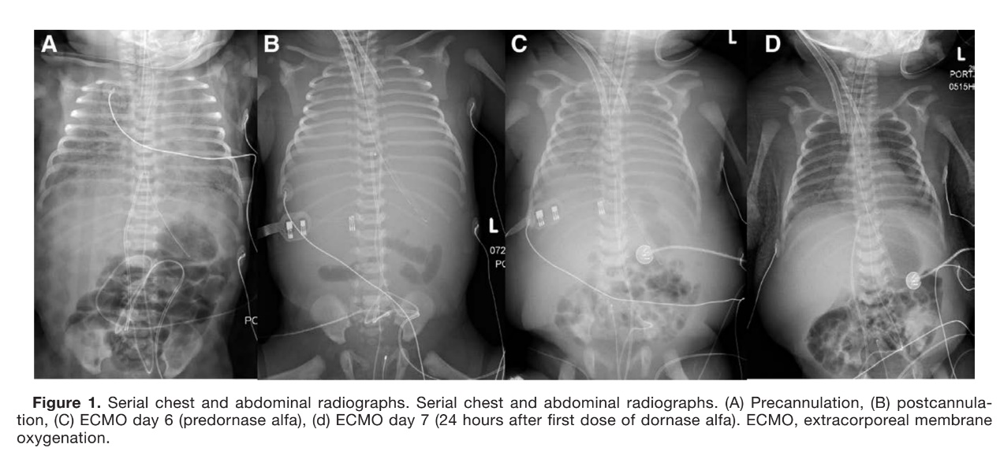 A
B
C
D
L
L
PORT.
0515H
L
072
PC
PC
Figure 1. Serial chest and abdominal radiographs. Serial chest and abdominal radiographs. (A) Precannulation, (B) postcannula-
tion, (C) ECMO day 6 (predornase alfa), (d) ECMO day 7 (24 hours after first dose of dornase alfa). ECMO, extracorporeal membrane
oxygenation.